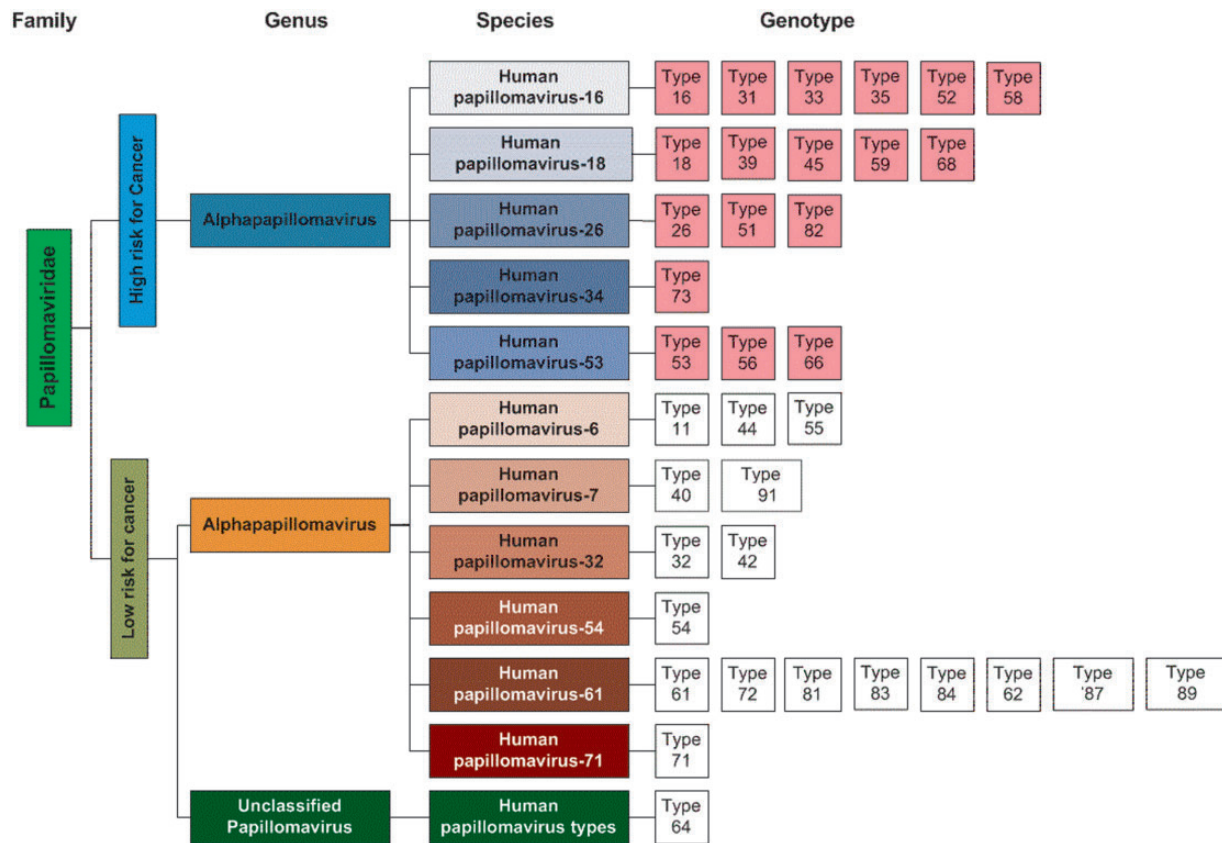 Family Genus Species Genotype
Papillomaviridae
High risk for Cancer
Alphapapillomavirus
Human
papillomavirus-16
Type
16
Type
31
Type
33
Type
35
Type
52
Type
58
Human
papillomavirus-18
Type
18
Type
39
Type
45
Type
59
Type
68
Human
papillomavirus-26
Type
26
Type
51
Type
82
Human
papillomavirus-34
Type
73
Human
papillomavirus-53
Type
53
Type
56
Type
66
Low risk for cancer
Alphapapillomavirus
Human
papillomavirus-6
Type
11
Type
44
Type
55
Human
papillomavirus-7
Type
40
Type
91
Human
papillomavirus-32
Type
32
Type
42
Human
papillomavirus-54
Type
54
Human
papillomavirus-61
Type
61
Type
72
Type
81
Type
83
Type
84
Type
62
Type
'87
Type
89
Human
papillomavirus-71
Type
71
Unclassified
Papillomavirus
Human
papillomavirus types
Type
64